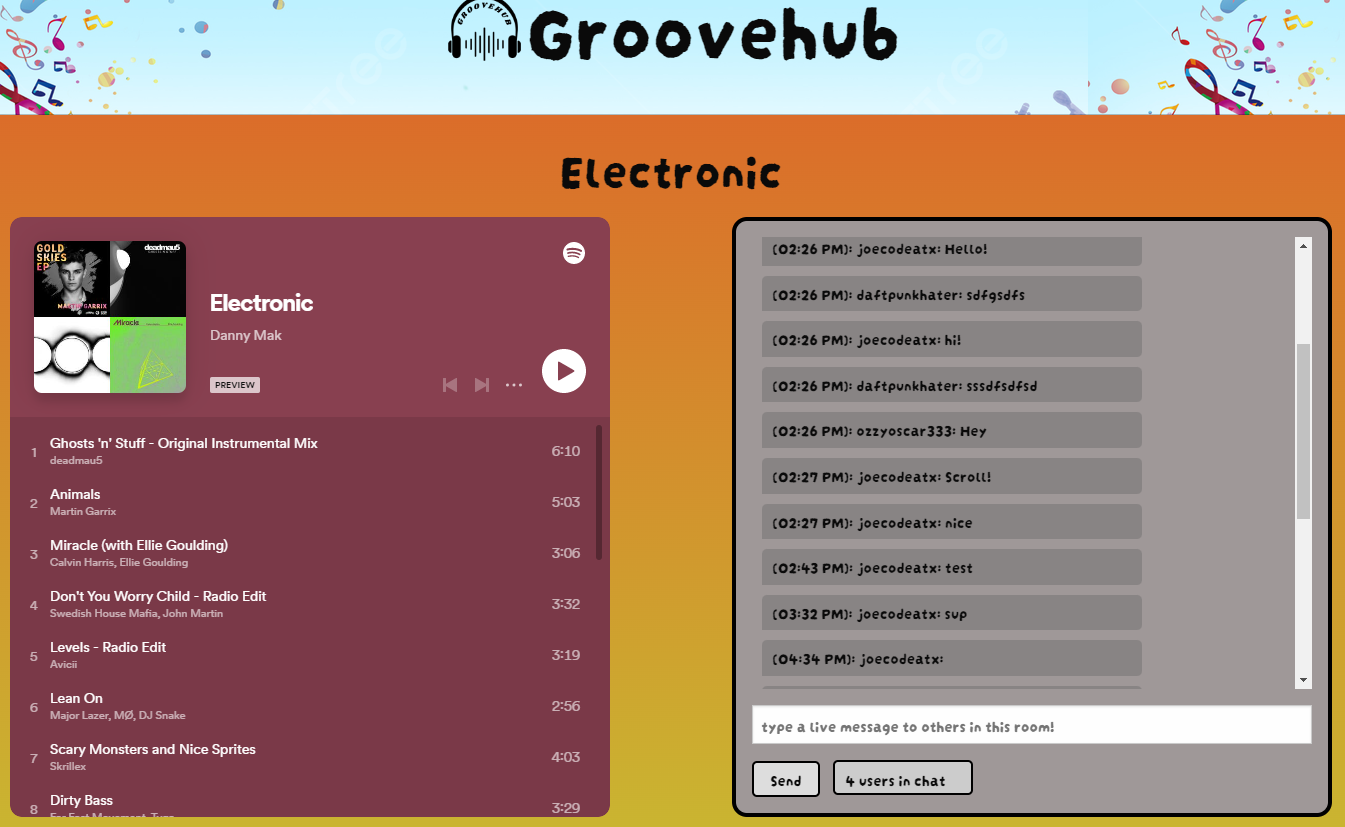 GROOVEHUB
Groovehub
Electronic
GOLD
SKIES
EP
MARTIN GARRIX
deadmau5
Miracle
Electronic
Danny Mak
PREVIEW
1 Ghosts 'n' Stuff - Original Instrumental Mix 6:10
deadmau5
2 Animals 5:03
Martin Garrix
3 Miracle (with Ellie Goulding) 3:06
Calvin Harris, Ellie Goulding
4 Don't You Worry Child - Radio Edit 3:32
Swedish House Mafia, John Martin
5 Levels - Radio Edit 3:19
Avicii
6 Lean On 2:56
Major Lazer, MØ, DJ Snake
7 Scary Monsters and Nice Sprites 4:03
Skrillex
8 Dirty Bass 3:29
Far East Movement, Tyga
(02:26 PM): joecodeatx: Hello!
(02:26 PM): daftpunkhater: sdfgsdfs
(02:26 PM): joecodeatx: hi!
(02:26 PM): daftpunkhater: sssdfsdfsd
(02:26 PM): ozzyoscar333: Hey
(02:27 PM): joecodeatx: Scroll!
(02:27 PM): joecodeatx: nice
(02:43 PM): joecodeatx: test
(03:32 PM): joecodeatx: sup
(04:34 PM): joecodeatx:
type a live message to others in this room!
Send
4 users in chat